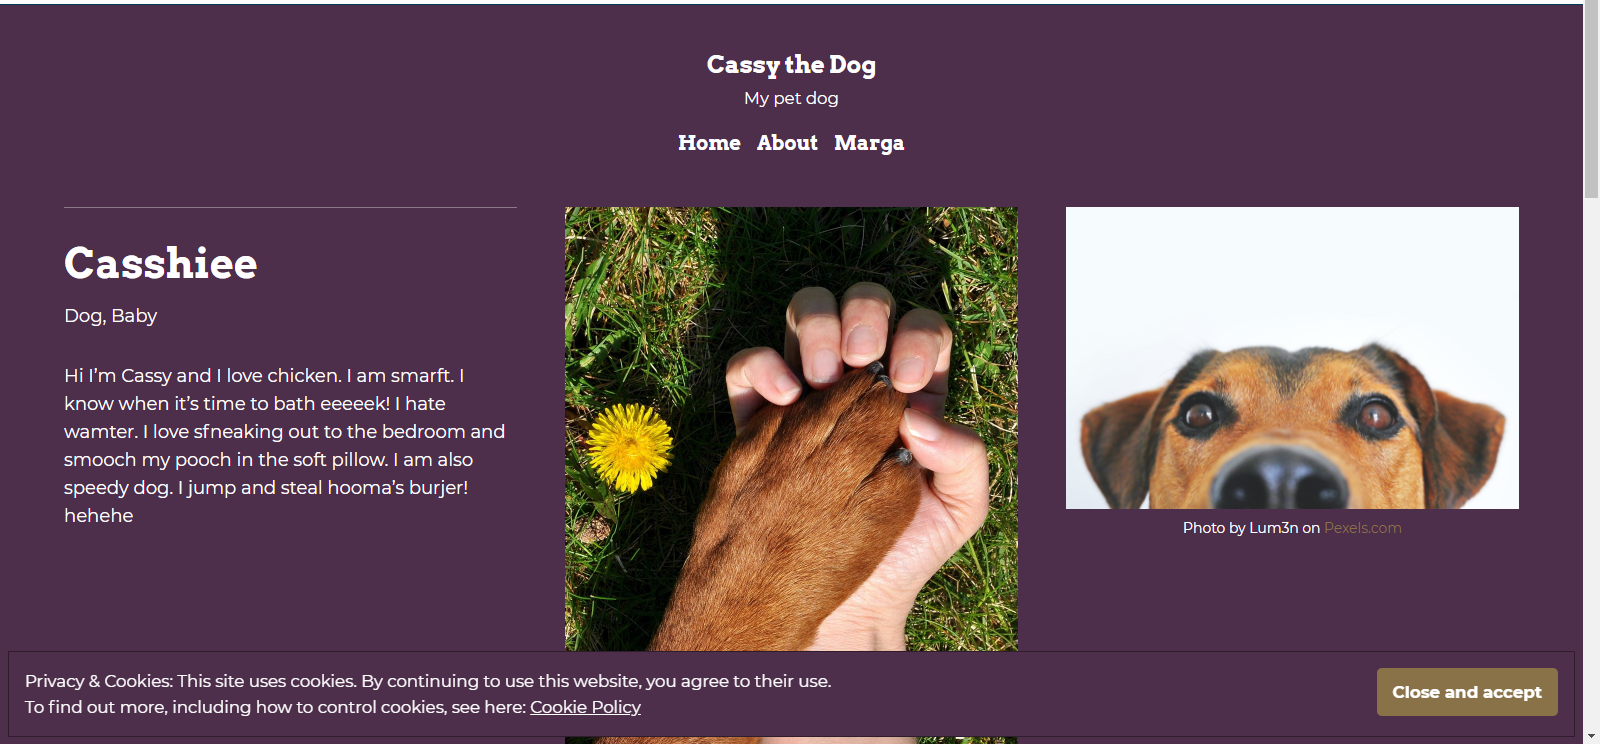 Cassy the Dog
My pet dog
Home About Marga
Casshiee
Dog, Baby
Hi I’m Cassy and I love chicken. I am smarft. I
know when it’s time to bath eeeeek! I hate
wamter. I love sfneaking out to the bedroom and
smooch my pooch in the soft pillow. I am also
speedy dog. I jump and steal hooma’s burjer!
hehehe
Photo by Lum3n on Pexels.com
Privacy & Cookies: This site uses cookies. By continuing to use this website, you agree to their use.
To find out more, including how to control cookies, see here: Cookie Policy
Close and accept